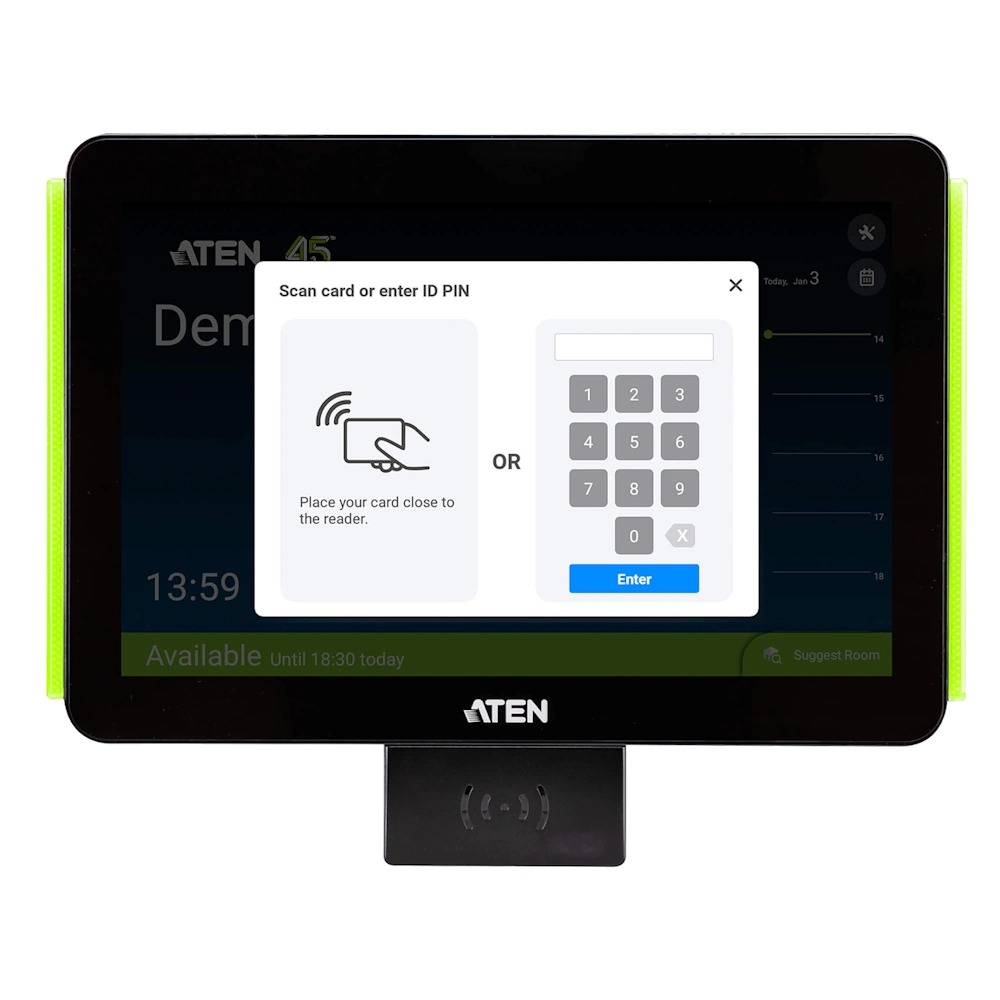 ATEN 45
Dem
13:59
Available Until 18:30 today
Today, Jan 3
14
15
16
17
18
Suggest Room
Scan card or enter ID PIN
Place your card close to
the reader.
OR
1 2 3
4 5 6
7 8 9
0 X
Enter
ATEN